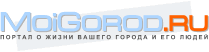 MoiGorod.RU
ПОРТАЛ О ЖИЗНИ ВАШЕГО ГОРОДА И ЕГО ЛЮДЕЙ